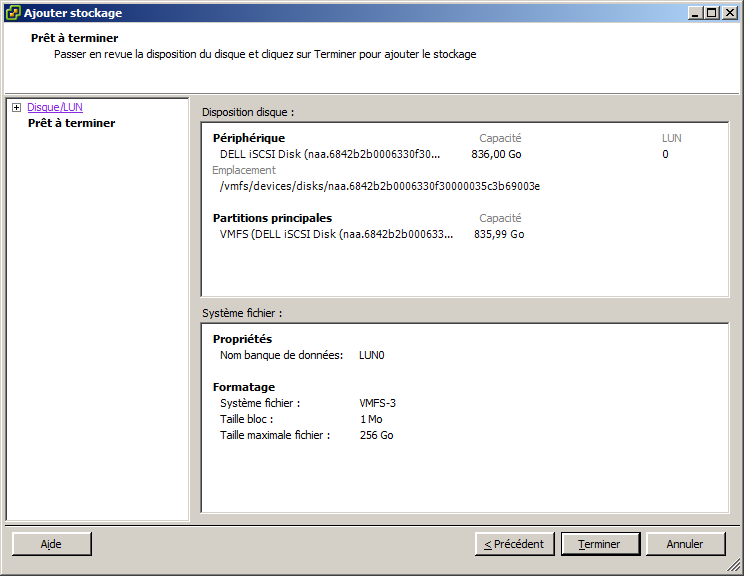 Ajouter stockage
Prêt à terminer
Passer en revue la disposition du disque et cliquez sur Terminer pour ajouter le stockage
Disque/LUN
Prêt à terminer
Disposition disque :
Périphérique Capacité LUN
DELL iSCSI Disk (naa.6842b2b0006330f30... 836,00 Go 0
Emplacement
/vmfs/devices/disks/naa.6842b2b0006330f30000035c3b69003e
Partitions principales Capacité
VMFS (DELL iSCSI Disk (naa.6842b2b000633... 835,99 Go
Système fichier :
Propriétés
Nom banque de données: LUN0
Formatage
Système fichier : VMFS-3
Taille bloc : 1 Mo
Taille maximale fichier : 256 Go
Aide < Précédent Terminer Annuler